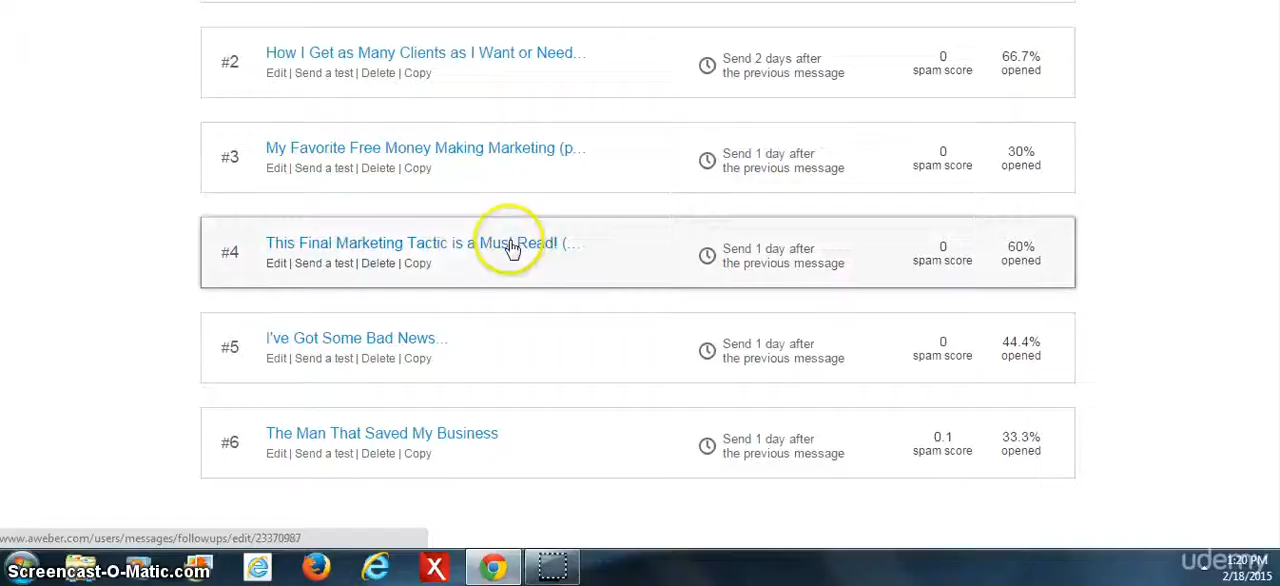 #2
How I Get as Many Clients as I Want or Need...
Edit | Send a test | Delete | Copy
Send 2 days after
the previous message
0
spam score
66.7%
opened
#3
My Favorite Free Money Making Marketing (p...
Edit | Send a test | Delete | Copy
Send 1 day after
the previous message
0
spam score
30%
opened
#4
This Final Marketing Tactic is a Must Read! (...
Edit | Send a test | Delete | Copy
Send 1 day after
the previous message
0
spam score
60%
opened
#5
I've Got Some Bad News...
Edit | Send a test | Delete | Copy
Send 1 day after
the previous message
0
spam score
44.4%
opened
#6
The Man That Saved My Business
Edit | Send a test | Delete | Copy
Send 1 day after
the previous message
0.1
spam score
33.3%
opened
www.aweber.com/users/messages/followups/edit/23370987
Screencast-O-Matic.com
udemy
1:20 PM
2/18/2015